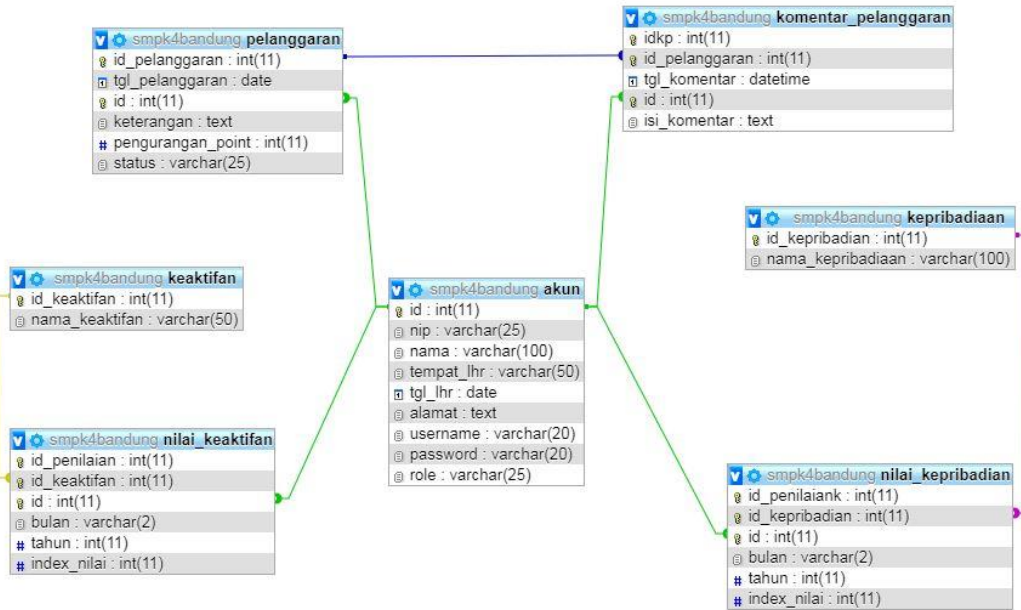 smpk4bandung pelanggaran
id_pelanggaran : int(11)
tgl_pelanggaran : date
id : int(11)
keterangan : text
pengurangan_point : int(11)
status : varchar(25)
smpk4bandung komentar_pelanggaran
idkp : int(11)
id_pelanggaran : int(11)
tgl_komentar : datetime
id : int(11)
isi_komentar : text
smpk4bandung kepribadiaan
id_kepribadian : int(11)
nama_kepribadiaan : varchar(100)
smpk4bandung keaktifan
id_keaktifan : int(11)
nama_keaktifan : varchar(50)
smpk4bandung akun
id : int(11)
nip : varchar(25)
nama : varchar(100)
tempat_lhr : varchar(50)
tgl_lhr : date
alamat : text
username : varchar(20)
password : varchar(20)
role : varchar(25)
smpk4bandung nilai_keaktifan
id_penilaian : int(11)
id_keaktifan : int(11)
id : int(11)
bulan : varchar(2)
tahun : int(11)
index_nilai : int(11)
smpk4bandung nilai_kepribadian
id_penilaiank : int(11)
id_kepribadian : int(11)
id : int(11)
bulan : varchar(2)
tahun : int(11)
index_nilai : int(11)